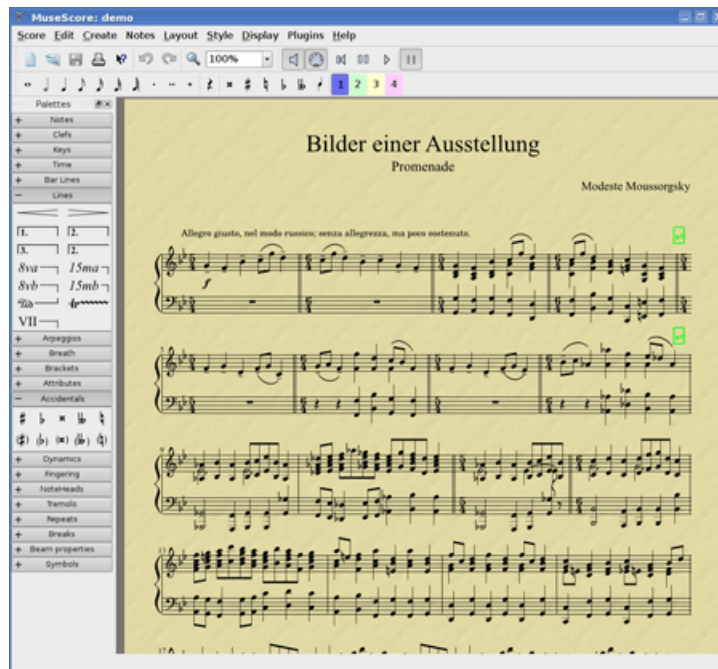 MuseScore: demo
Score Edit Create Notes Layout Style Display Plugins Help
100%
1 2 3 4
Palettes
Notes
Clefs
Keys
Time
Bar Lines
Lines
1. 2.
3. 2.
8va 15ma
8vb 15mb
VII
Arpeggios
Breath
Brackets
Attributes
Accidentals
Dynamics
Fingering
NoteHeads
Tremolo
Repeats
Breaks
Beam properties
Symbols
Bilder einer Ausstellung
Promenade
Modeste Moussorgsky
Allegro giusto, nel modo russico; senza allegrezza, ma poco sostenuto.
f
5
9
13
17